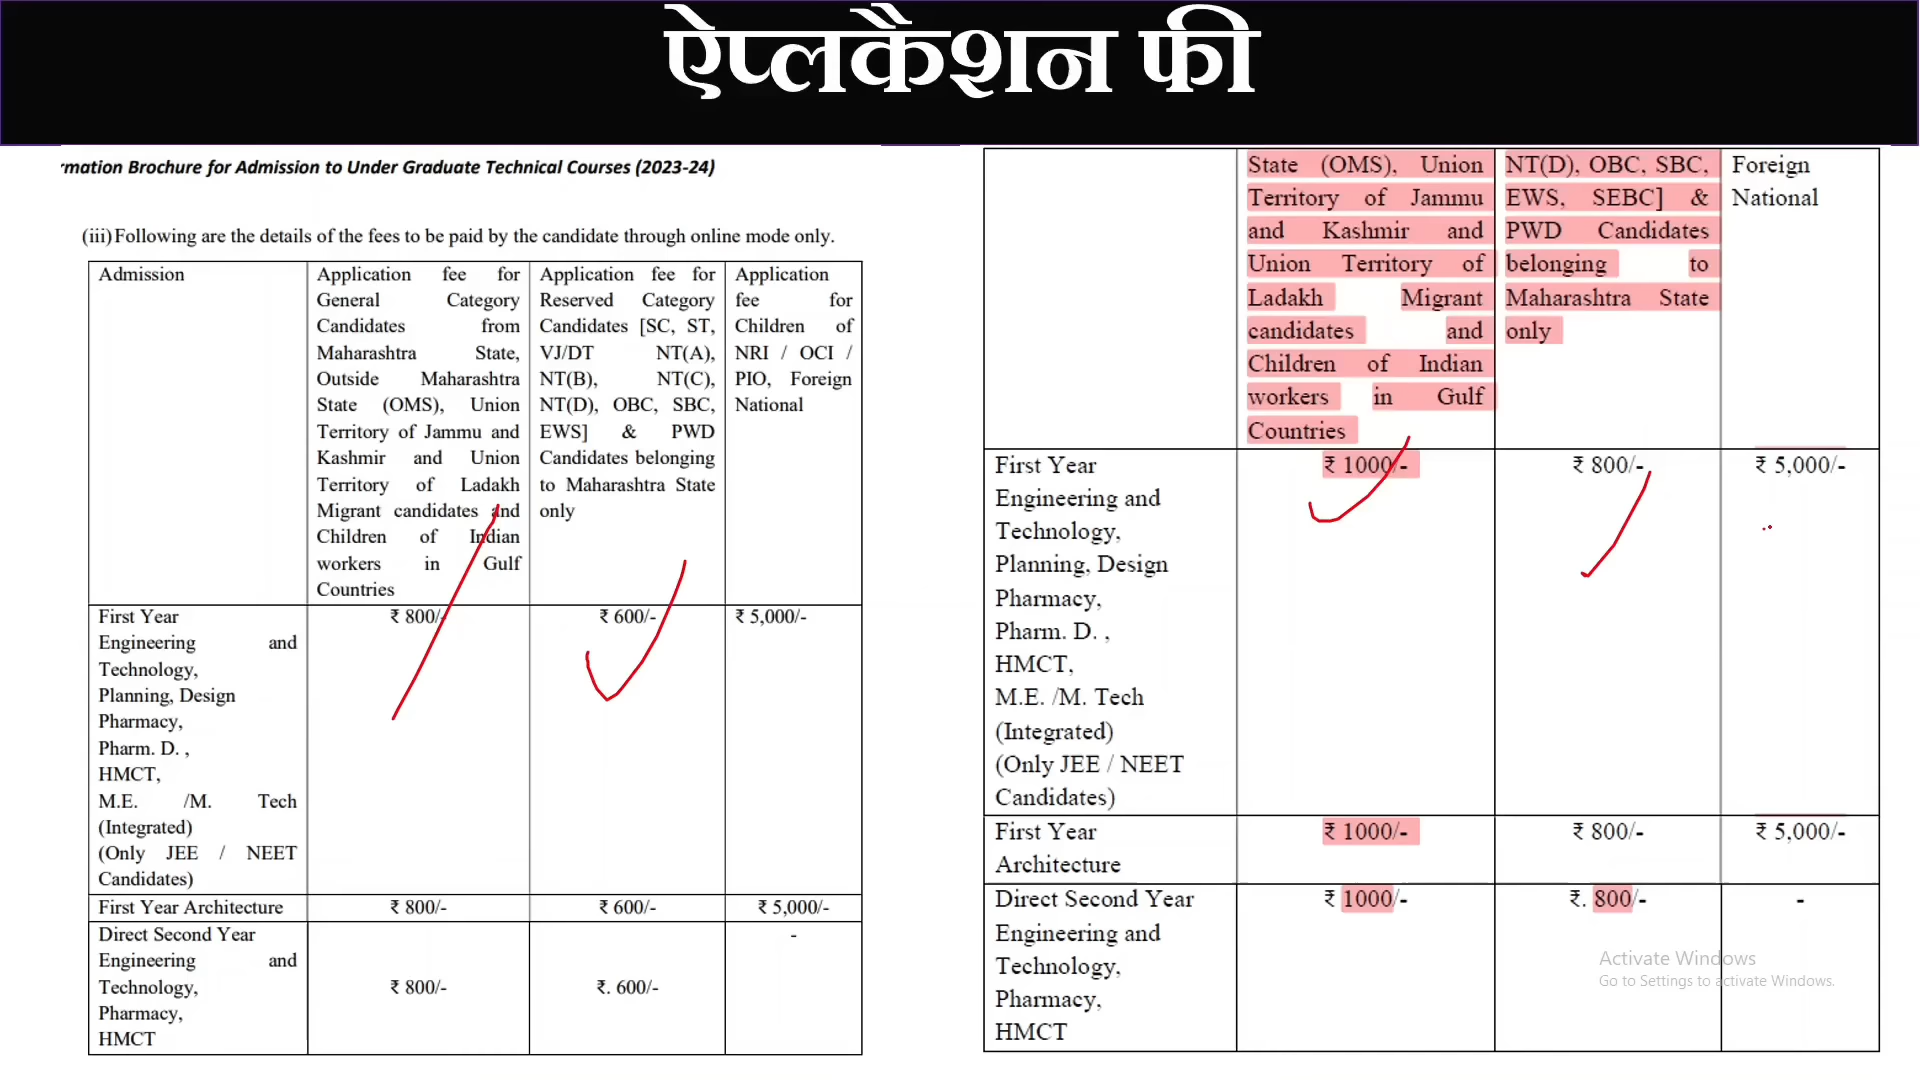 ऐप्लकैशन फी
rmation Brochure for Admission to Under Graduate Technical Courses (2023-24)
(iii) Following are the details of the fees to be paid by the candidate through online mode only.
Admission
Application fee for
General Category
Candidates from
Maharashtra State,
Outside Maharashtra
State (OMS), Union
Territory of Jammu and
Kashmir and Union
Territory of Ladakh
Migrant candidates and
Children of Indian
workers in Gulf
Countries
Application fee for
Reserved Category
Candidates [SC, ST,
VJ/DT NT(A),
NT(B), NT(C),
NT(D), OBC, SBC,
EWS] & PWD
Candidates belonging
to Maharashtra State
only
Application
fee for
Children of
NRI / OCI /
PIO, Foreign
National
First Year
Engineering and
Technology,
Planning, Design
Pharmacy,
Pharm. D. ,
HMCT,
M.E. /M. Tech
(Integrated)
(Only JEE / NEET
Candidates)
₹ 800/-
₹ 600/-
₹ 5,000/-
First Year Architecture
₹ 800/-
₹ 600/-
₹ 5,000/-
Direct Second Year
Engineering and
Technology,
Pharmacy,
HMCT
₹ 800/-
₹. 600/-
-
State (OMS), Union
Territory of Jammu
and Kashmir and
Union Territory of
Ladakh Migrant
candidates and
Children of Indian
workers in Gulf
Countries
NT(D), OBC, SBC,
EWS, SEBC] &
PWD Candidates
belonging to
Maharashtra State
only
Foreign
National
First Year
Engineering and
Technology,
Planning, Design
Pharmacy,
Pharm. D. ,
HMCT,
M.E. /M. Tech
(Integrated)
(Only JEE / NEET
Candidates)
₹ 1000/-
₹ 800/-
₹ 5,000/-
First Year
Architecture
₹ 1000/-
₹ 800/-
₹ 5,000/-
Direct Second Year
Engineering and
Technology,
Pharmacy,
HMCT
₹ 1000/-
₹. 800/-
-
Activate Windows
Go to Settings to activate Windows.